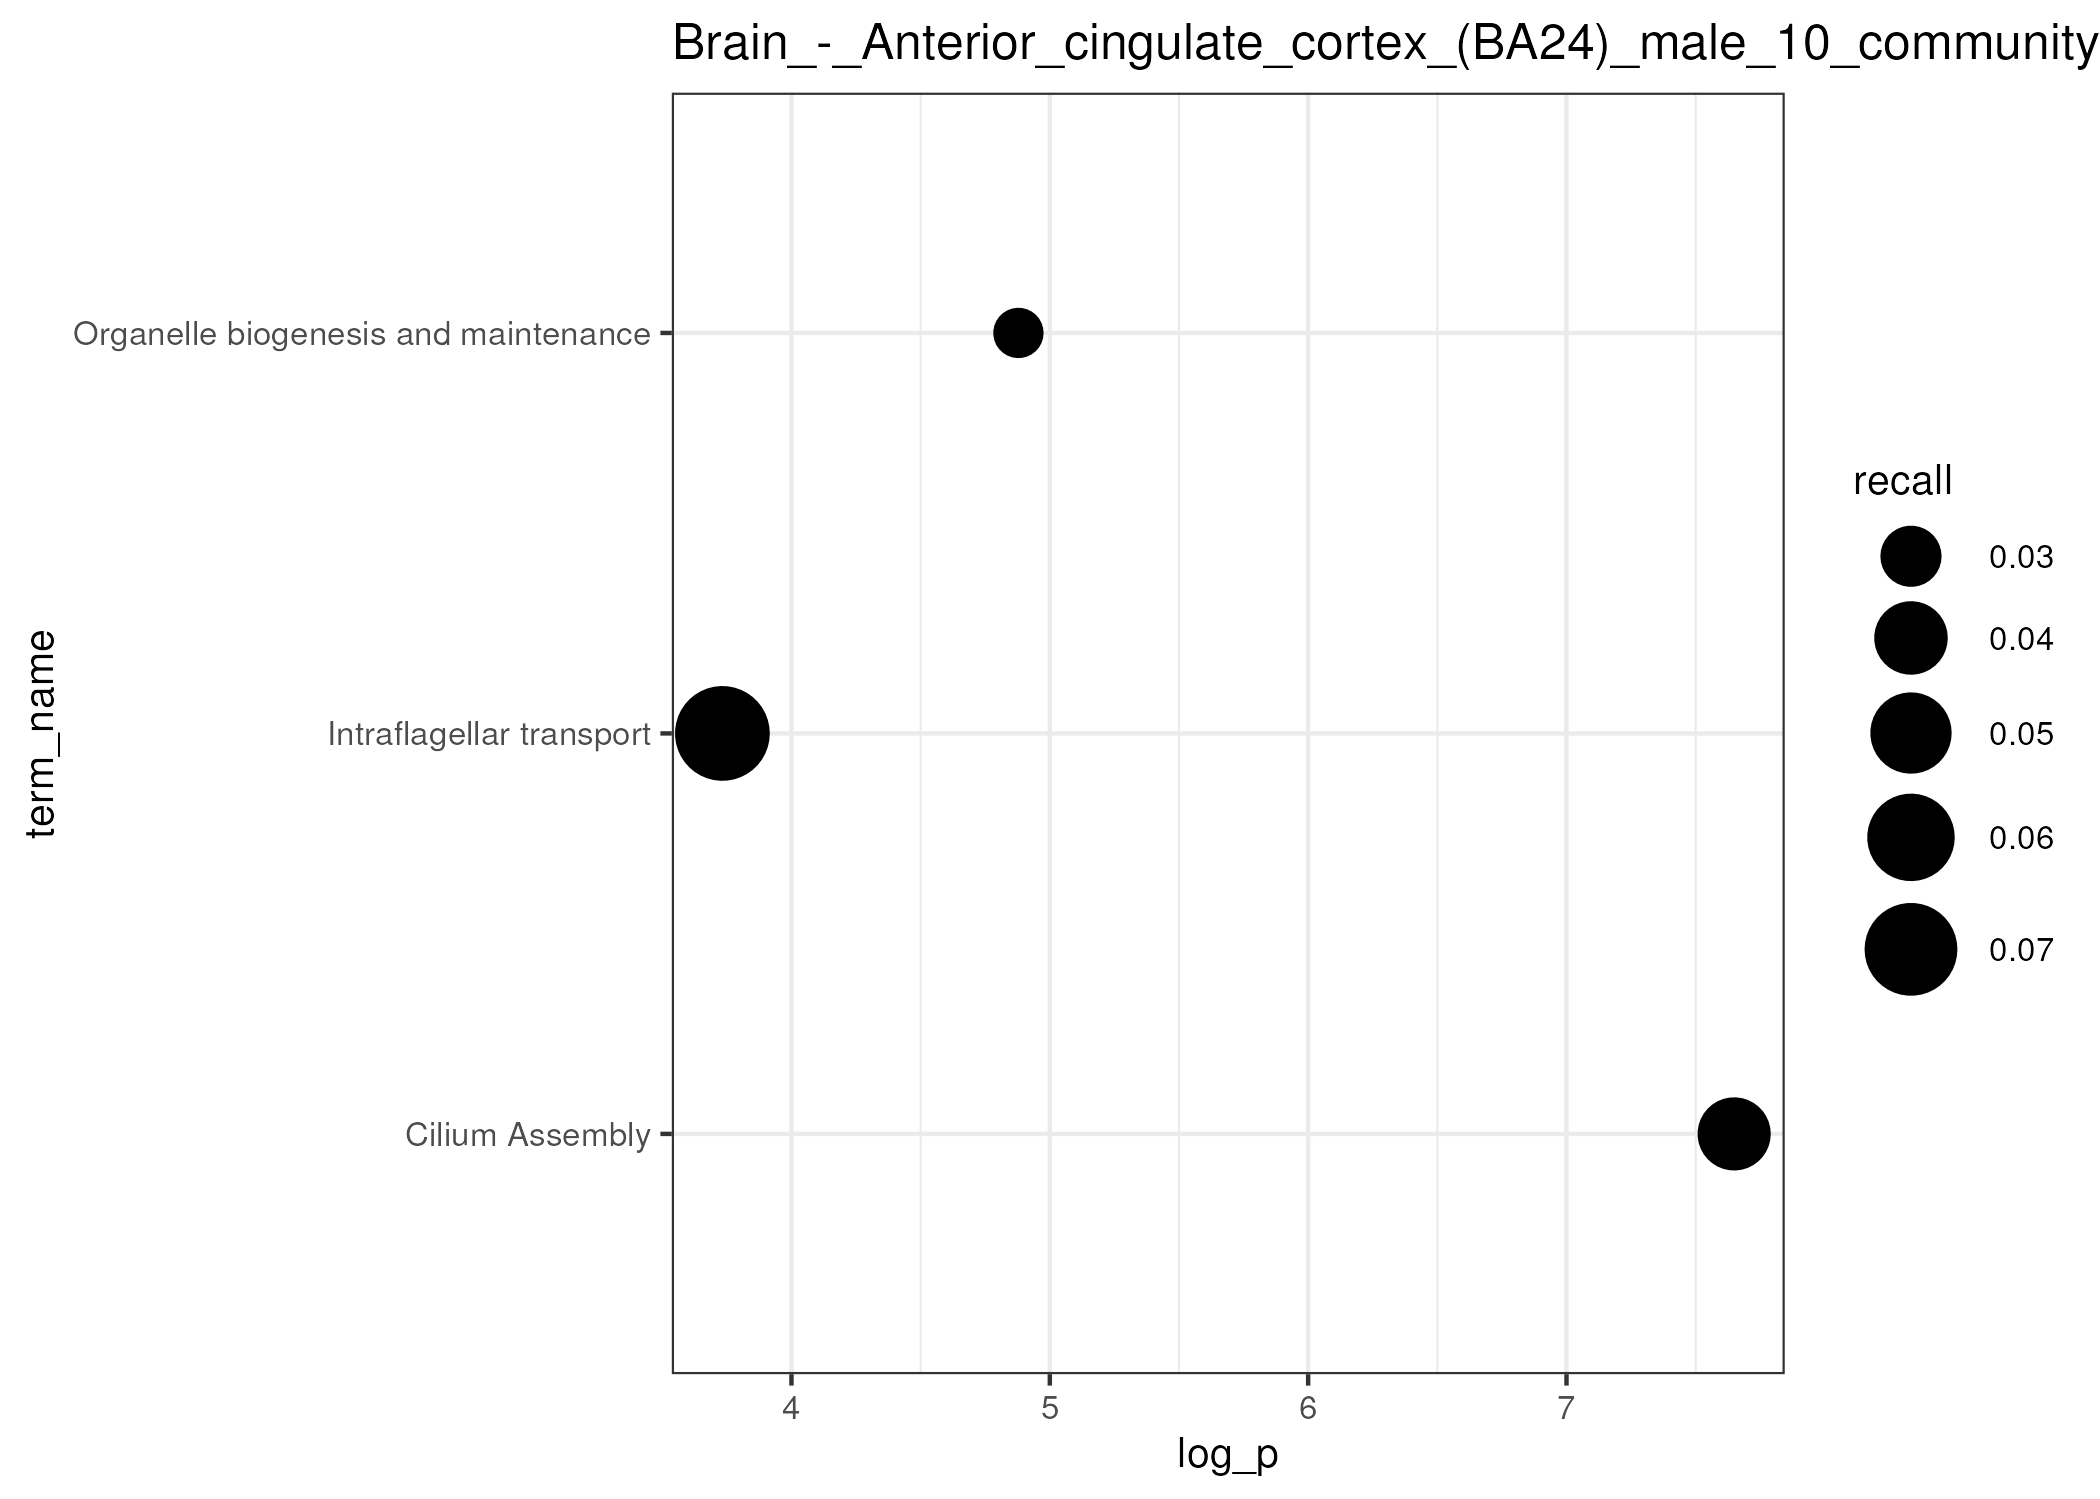 Brain_-_Anterior_cingulate_cortex_(BA24)_male_10_community
Organelle biogenesis and maintenance
Intraflagellar transport
Cilium Assembly
term_name
4 5 6 7
log_p
recall
0.03
0.04
0.05
0.06
0.07